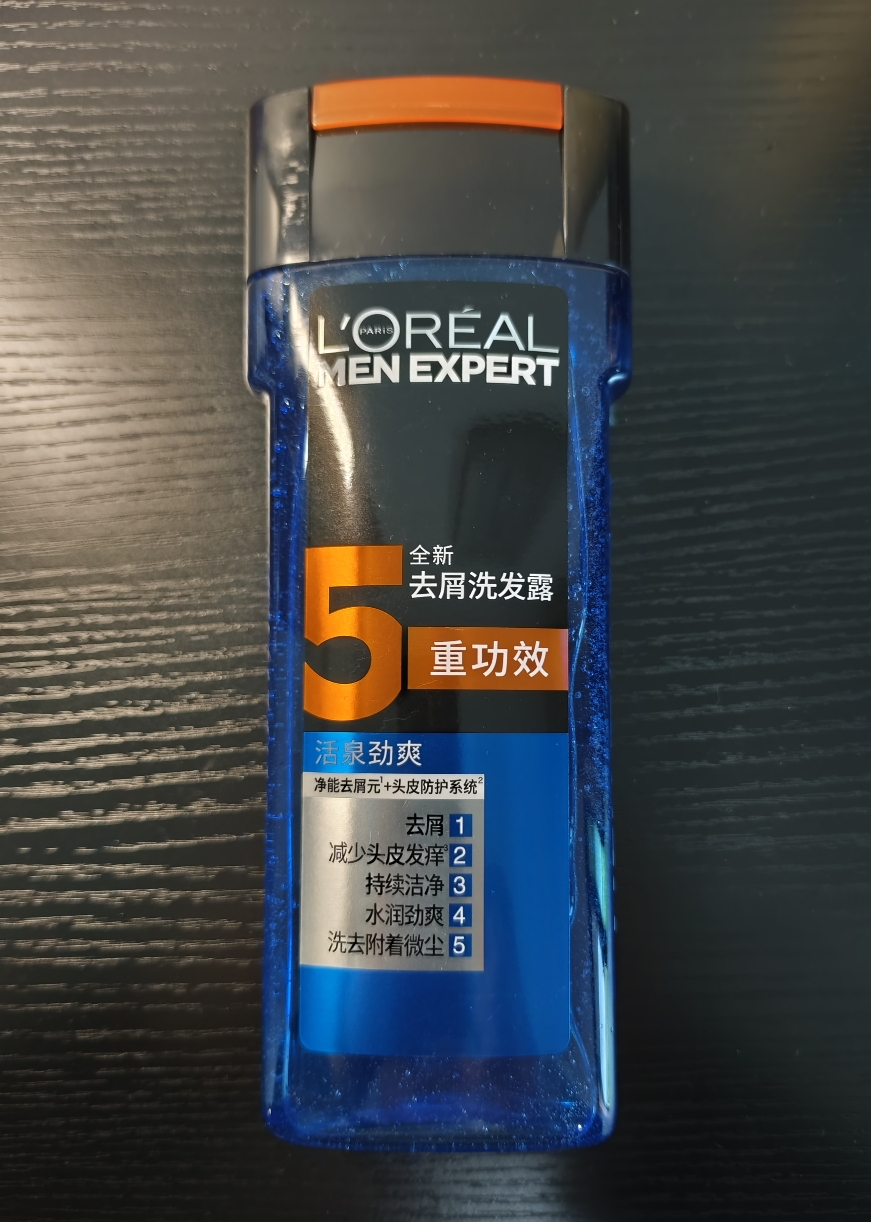 L'ORÉAL
PARIS
MEN EXPERT
全新
去屑洗发露
5重功效
活泉劲爽
净能去屑元¹+头皮防护系统²
去屑 1
减少头皮发痒³ 2
持续洁净 3
水润劲爽 4
洗去附着微尘 5